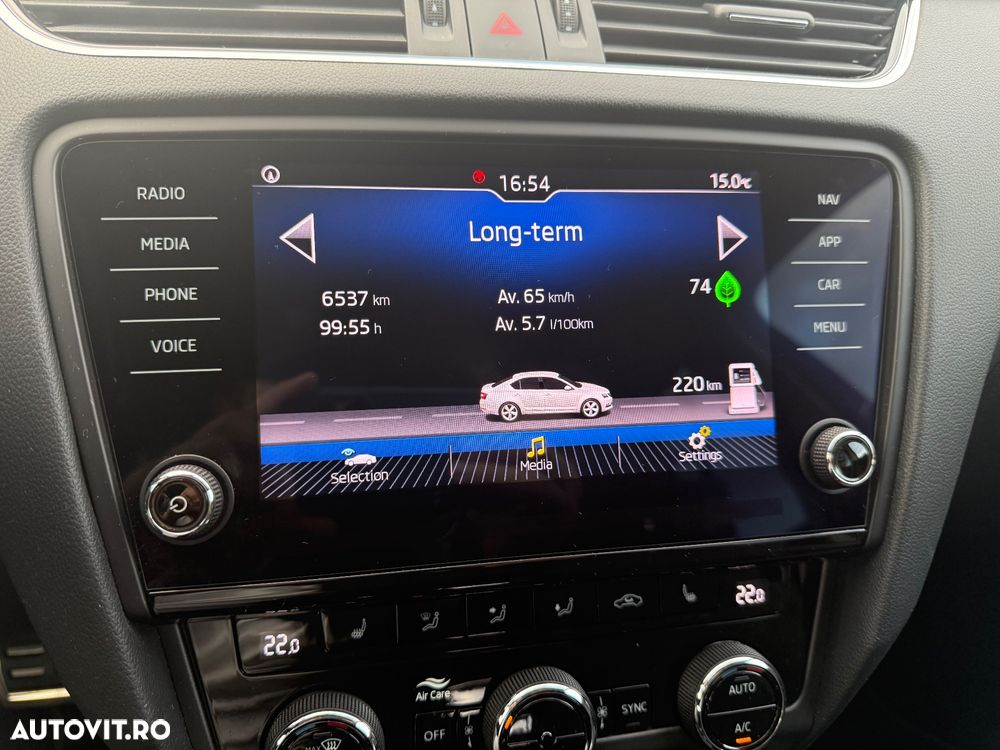 16:54
15.0°C
RADIO
MEDIA
PHONE
VOICE
NAV
APP
CAR
MENU
Long-term
6537 km
99:55 h
Av. 65 km/h
Av. 5.7 l/100km
74
220 km
Selection
Media
Settings
22.0
22.0
Air Care
OFF
SYNC
MAX
AUTO
A/C
AUTOVIT.RO